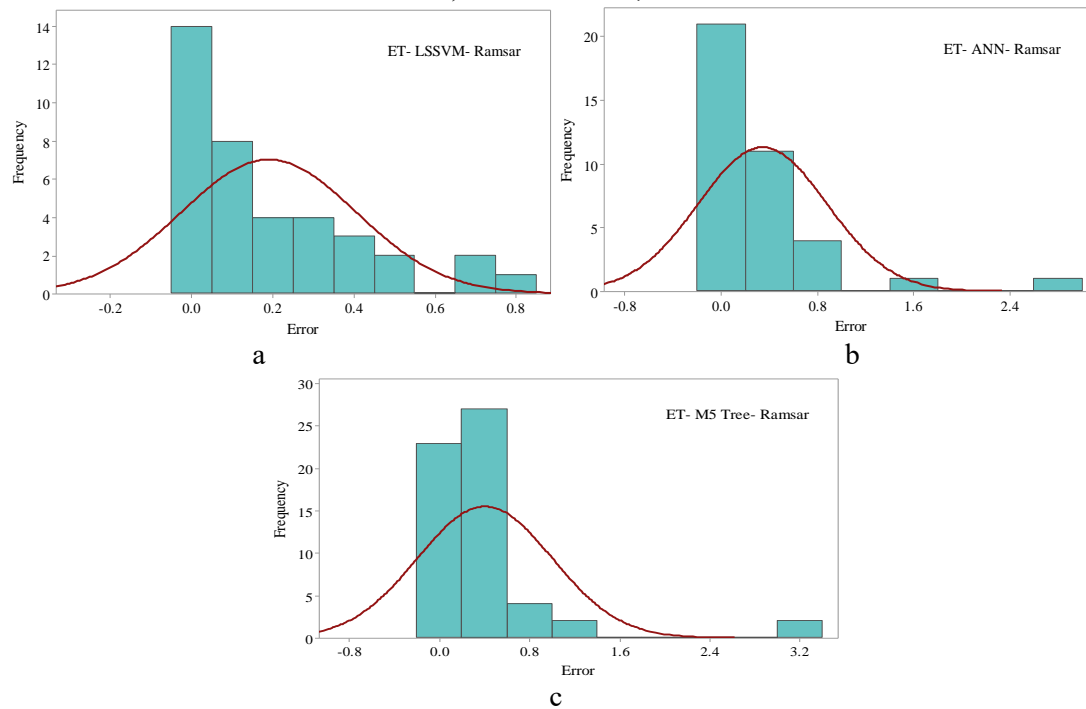 ET- LSSVM- Ramsar
Frequency
14
12
10
8
6
4
2
0
-0.2 0.0 0.2 0.4 0.6 0.8
Error
a
ET- ANN- Ramsar
Frequency
20
15
10
5
0
-0.8 0.0 0.8 1.6 2.4
Error
b
ET- M5 Tree- Ramsar
Frequency
30
25
20
15
10
5
0
-0.8 0.0 0.8 1.6 2.4 3.2
Error
c